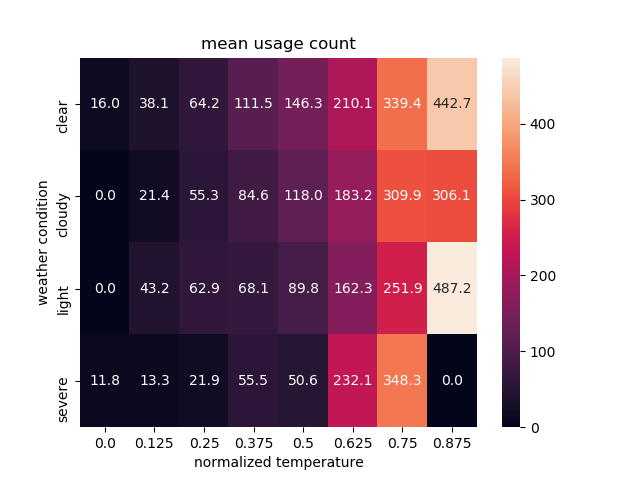 mean usage count
weather condition
clear
16.0 38.1 64.2 111.5 146.3 210.1 339.4 442.7
cloudy
0.0 21.4 55.3 84.6 118.0 183.2 309.9 306.1
light
0.0 43.2 62.9 68.1 89.8 162.3 251.9 487.2
severe
11.8 13.3 21.9 55.5 50.6 232.1 348.3 0.0
0.0 0.125 0.25 0.375 0.5 0.625 0.75 0.875
normalized temperature
400
300
200
100
0